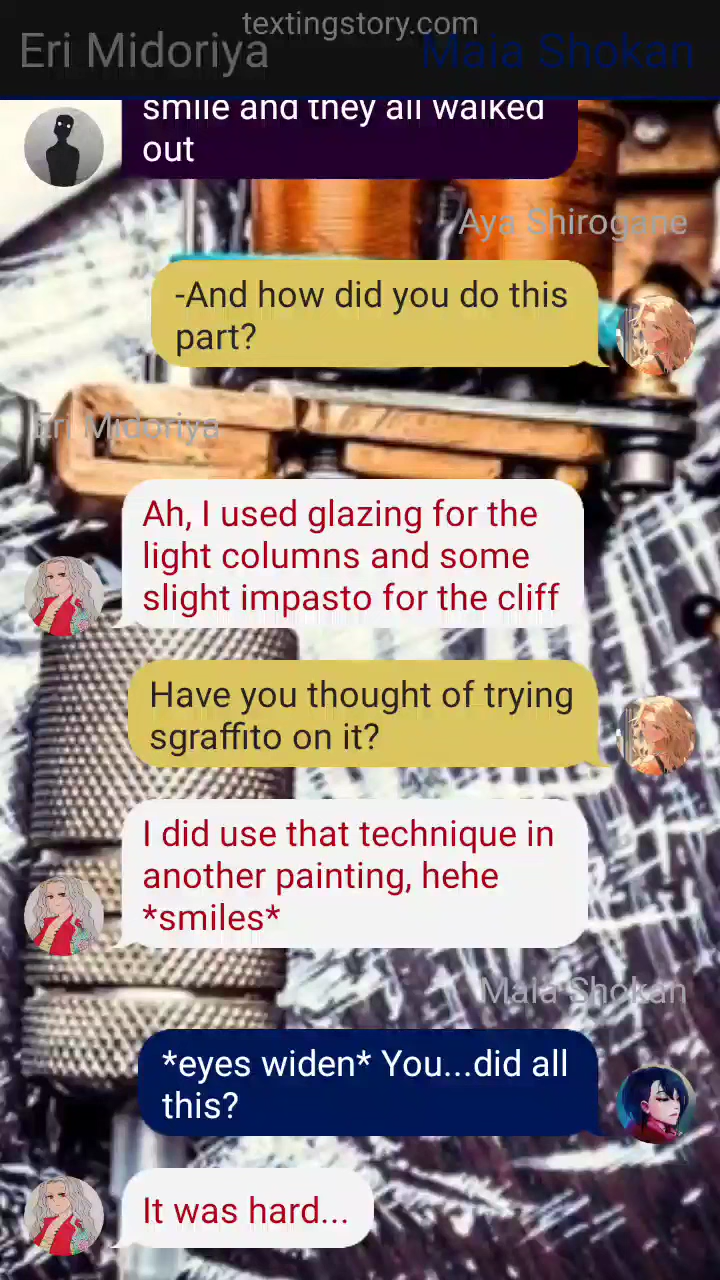 textingstory.com
Eri Midoriya
Maia Shokan
smile and they all walked
out
Aya Shirogane
-And how did you do this
part?
Eri Midoriya
Ah, I used glazing for the
light columns and some
slight impasto for the cliff
Have you thought of trying
sgraffito on it?
I did use that technique in
another painting, hehe
*smiles*
Maia Shokan
*eyes widen* You...did all
this?
It was hard...